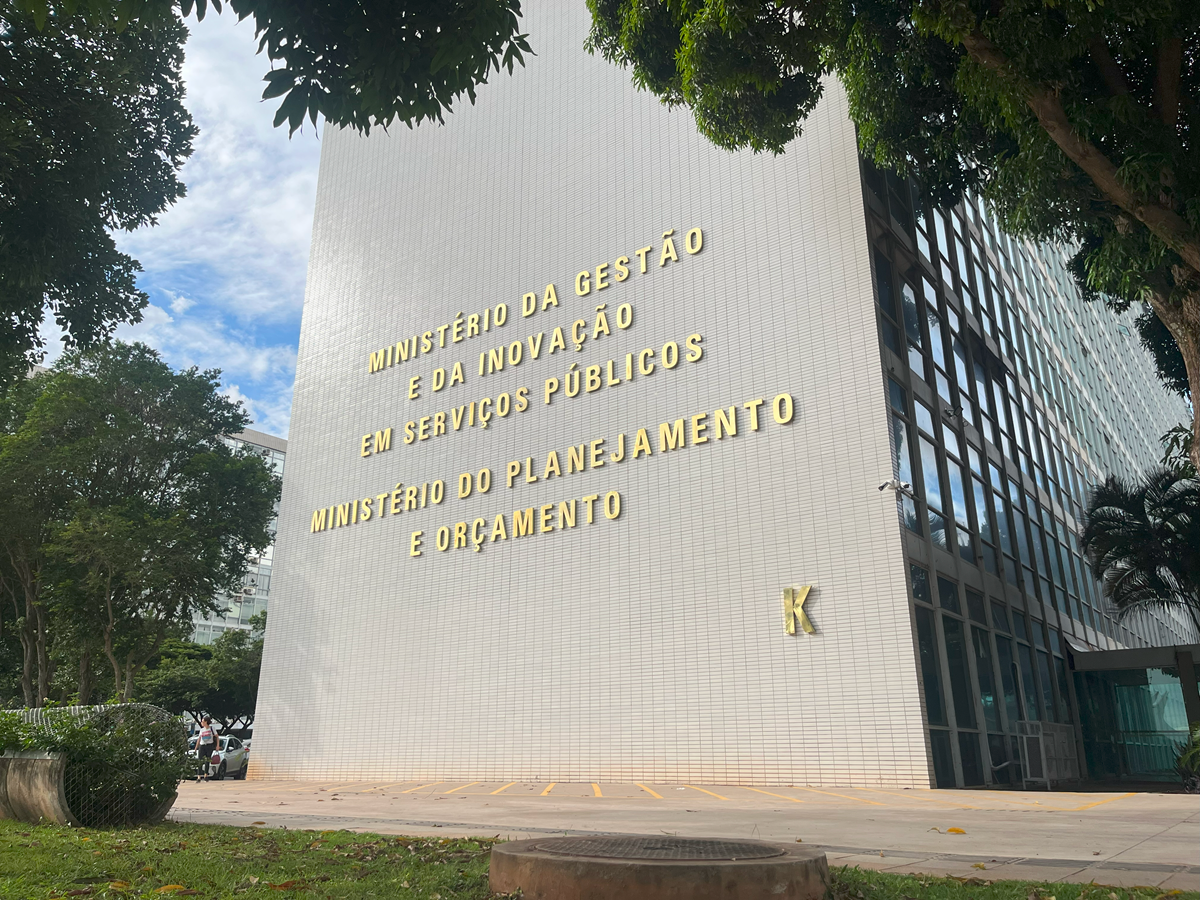 MINISTÉRIO DA GESTÃO
E DA INOVAÇÃO
EM SERVIÇOS PÚBLICOS
MINISTÉRIO DO PLANEJAMENTO
E ORÇAMENTO
K